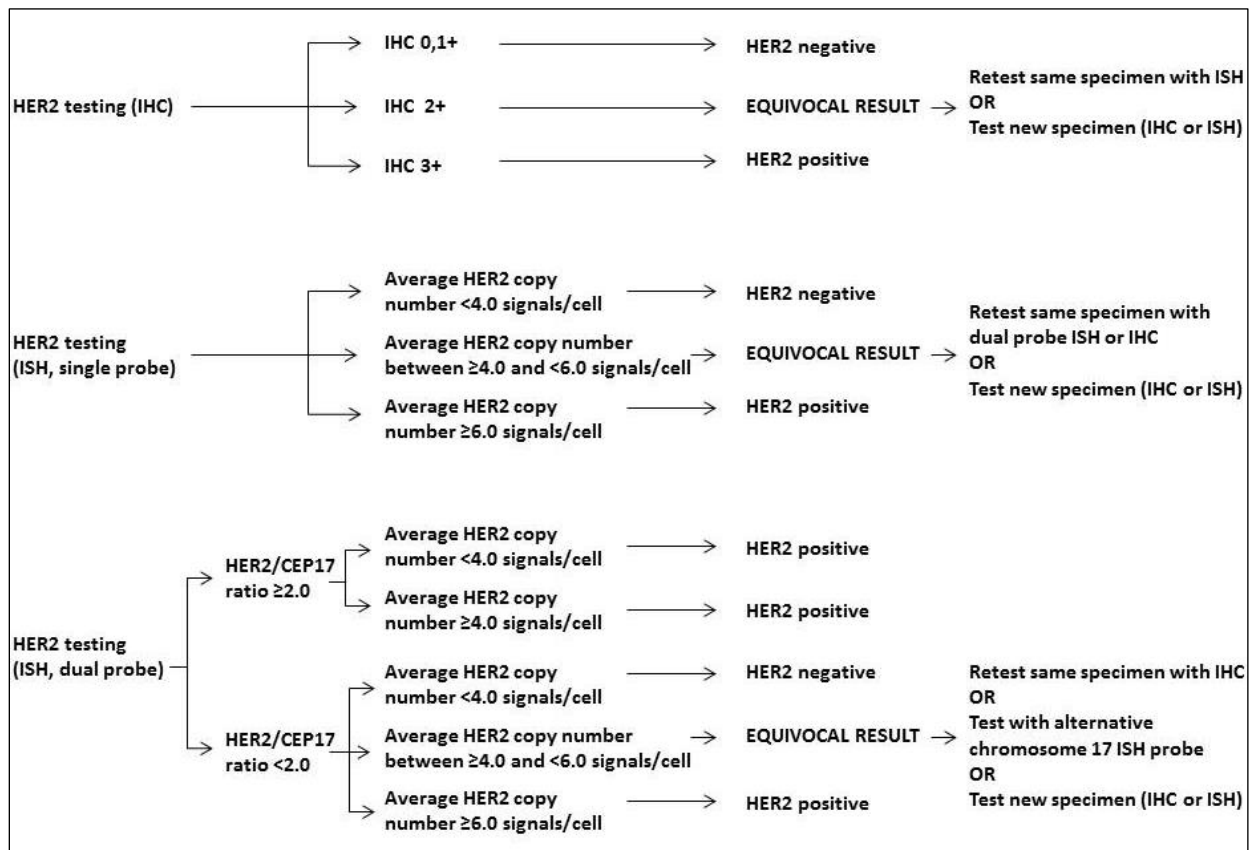 HER2 testing (IHC)
IHC 0,1+
HER2 negative
IHC 2+
EQUIVOCAL RESULT
Retest same specimen with ISH
OR
Test new specimen (IHC or ISH)
IHC 3+
HER2 positive
HER2 testing
(ISH, single probe)
Average HER2 copy
number <4.0 signals/cell
HER2 negative
Average HER2 copy number
between ≥4.0 and <6.0 signals/cell
EQUIVOCAL RESULT
Retest same specimen with
dual probe ISH or IHC
OR
Test new specimen (IHC or ISH)
Average HER2 copy
number ≥6.0 signals/cell
HER2 positive
HER2 testing
(ISH, dual probe)
HER2/CEP17
ratio ≥2.0
Average HER2 copy
number <4.0 signals/cell
HER2 positive
Average HER2 copy
number ≥4.0 signals/cell
HER2 positive
HER2/CEP17
ratio <2.0
Average HER2 copy
number <4.0 signals/cell
HER2 negative
Average HER2 copy number
between ≥4.0 and <6.0 signals/cell
EQUIVOCAL RESULT
Retest same specimen with IHC
OR
Test with alternative
chromosome 17 ISH probe
OR
Test new specimen (IHC or ISH)
Average HER2 copy
number ≥6.0 signals/cell
HER2 positive